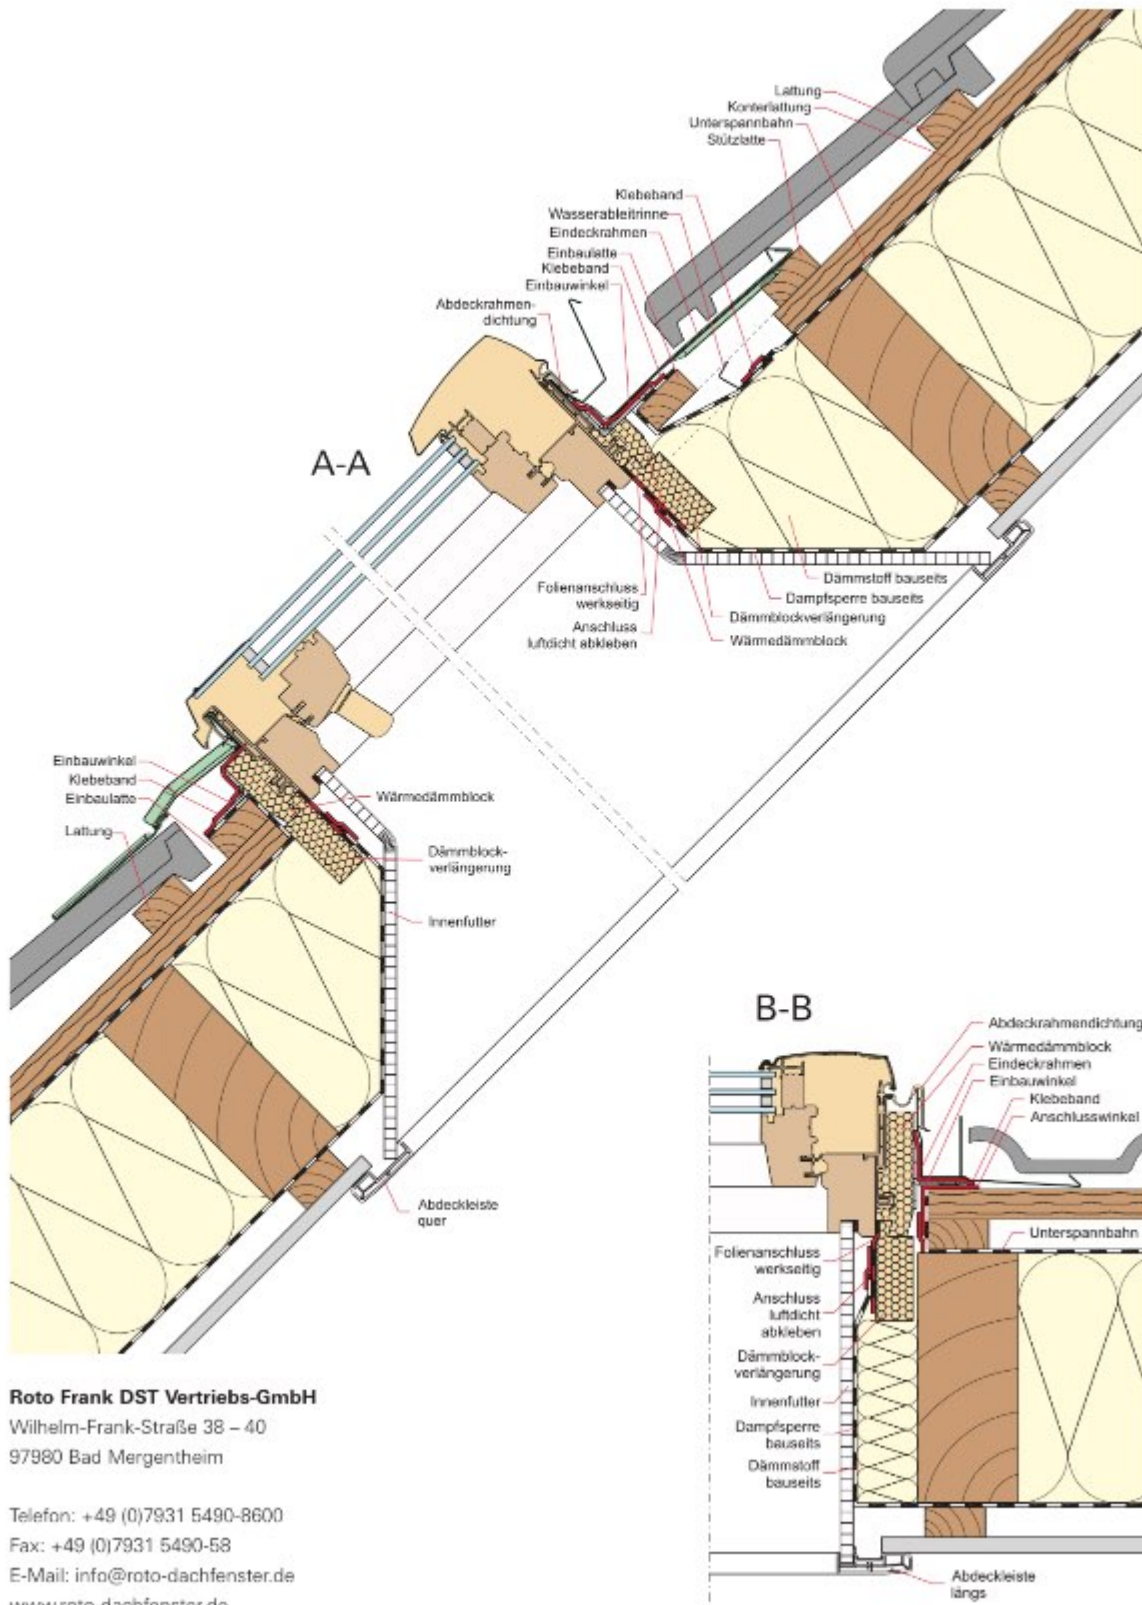 Lattung
Konterlattung
Unterspannbahn
Stützlatte
Klebeband
Wasserableitrinne
Eindeckrahmen
Einbaulatte
Klebeband
Einbauwinkel
Abdeckrahmen-
dichtung
A-A
Folienanschluss
werkseitig
Anschluss
luftdicht abkleben
Dämmstoff bauseits
Dampfsperre bauseits
Dämmblockverlängerung
Wärmedämmblock
Einbauwinkel
Klebeband
Einbaulatte
Lattung
Wärmedämmblock
Dämmblock-
verlängerung
Innenfutter
Abdeckleiste
quer
B-B
Abdeckrahmendichtung
Wärmedämmblock
Eindeckrahmen
Einbauwinkel
Klebeband
Anschlusswinkel
Unterspannbahn
Folienanschluss
werkseitig
Anschluss
luftdicht
abkleben
Dämmblock-
verlängerung
Innenfutter
Dampfsperre
bauseits
Dämmstoff
bauseits
Abdeckleiste
längs
Roto Frank DST Vertriebs-GmbH
Wilhelm-Frank-Straße 38 – 40
97980 Bad Mergentheim
Telefon: +49 (0)7931 5490-8600
Fax: +49 (0)7931 5490-58
E-Mail: info@roto-dachfenster.de
www.roto-dachfenster.de